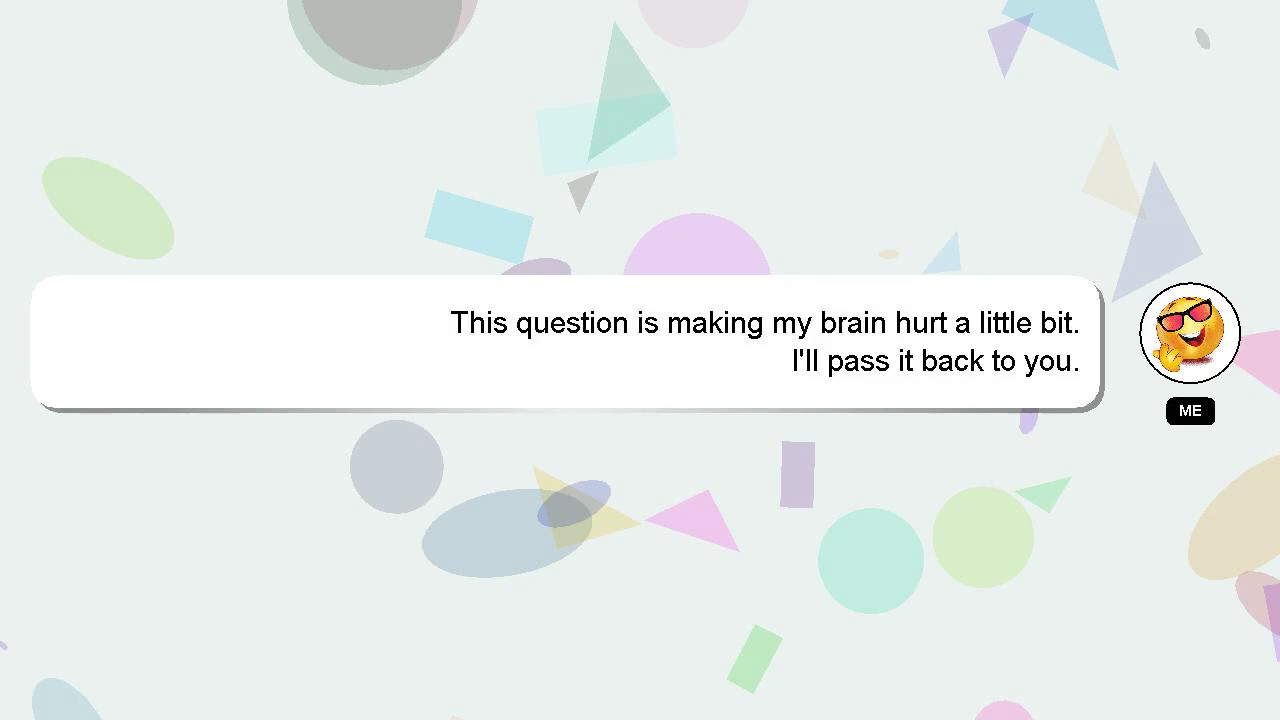 This question is making my brain hurt a little bit.
I'll pass it back to you.
ME